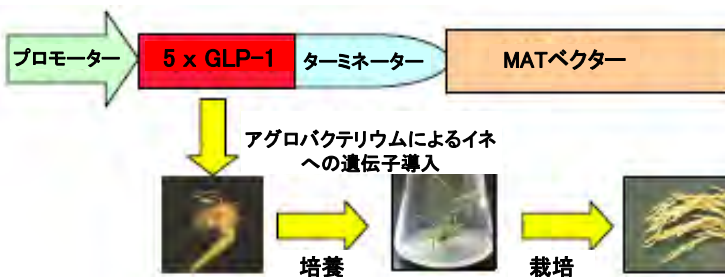 プロモーター
5 x GLP-1
ターミネーター
MATベクター
アグロバクテリウムによるイネ
への遺伝子導入
培養
栽培